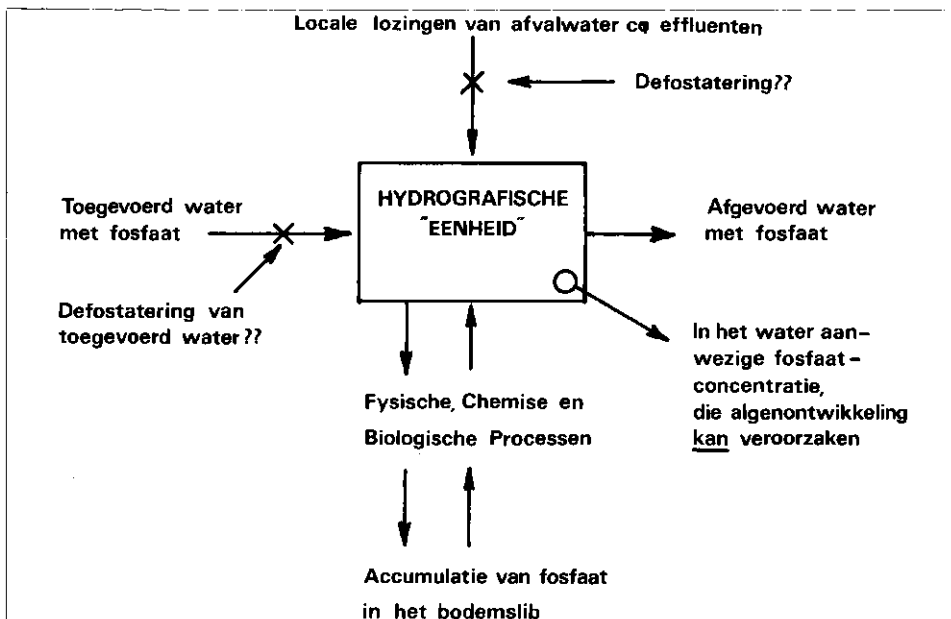 Locale lozingen van afvalwater cq effluenten
Defostatering??
HYDROGRAFISCHE
"EENHEID"
Toegevoerd water
met fosfaat
Afgevoerd water
met fosfaat
Defostatering van
toegevoerd water??
In het water aan-
wezige fosfaat-
concentratie,
die algenontwikkeling
kan veroorzaken
Fysische, Chemise en
Biologische Processen
Accumulatie van fosfaat
in het bodemslib